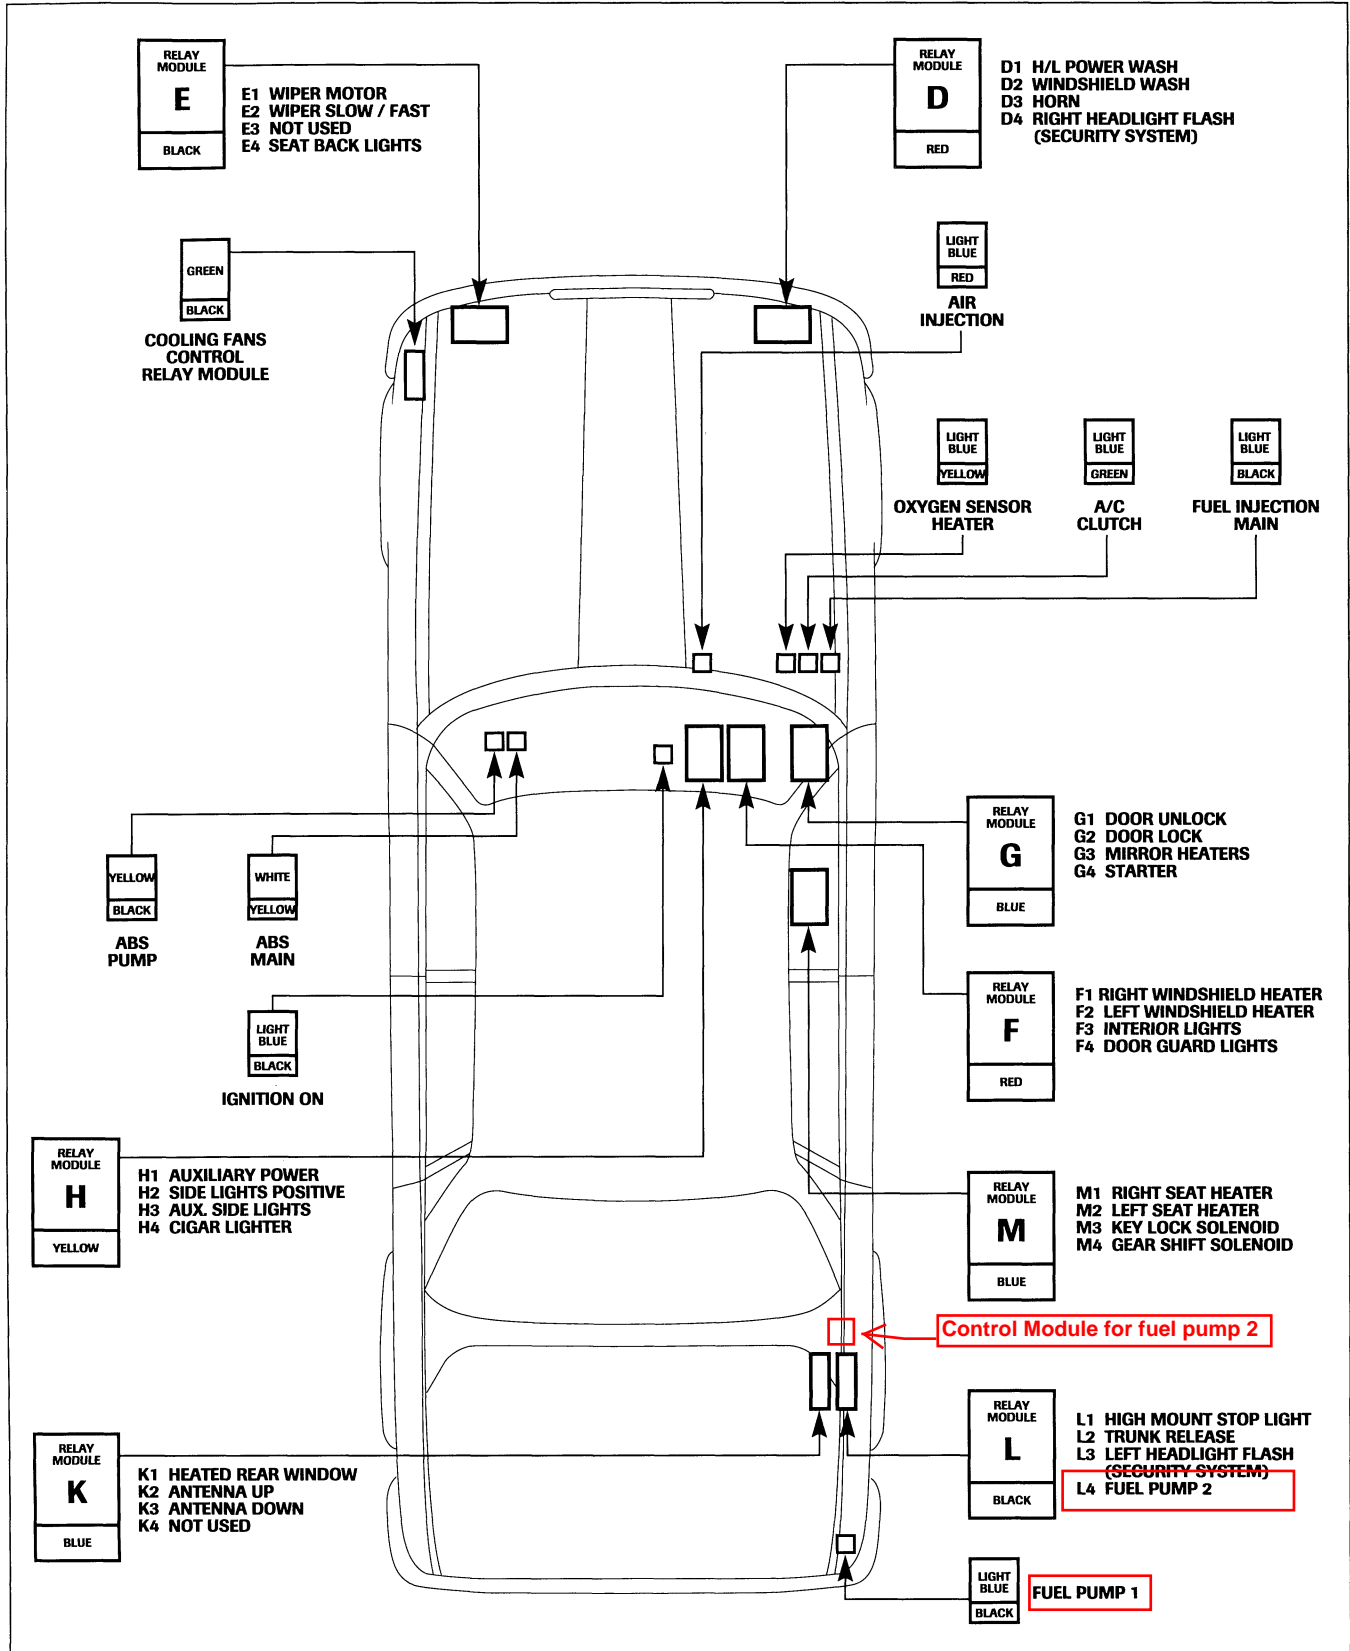 RELAY
MODULE
E
BLACK
E1 WIPER MOTOR
E2 WIPER SLOW / FAST
E3 NOT USED
E4 SEAT BACK LIGHTS
RELAY
MODULE
D
RED
D1 H/L POWER WASH
D2 WINDSHIELD WASH
D3 HORN
D4 RIGHT HEADLIGHT FLASH
(SECURITY SYSTEM)
GREEN
BLACK
COOLING FANS
CONTROL
RELAY MODULE
LIGHT
BLUE
RED
AIR
INJECTION
LIGHT
BLUE
YELLOW
OXYGEN SENSOR
HEATER
LIGHT
BLUE
GREEN
A/C
CLUTCH
LIGHT
BLUE
BLACK
FUEL INJECTION
MAIN
YELLOW
BLACK
ABS
PUMP
WHITE
YELLOW
ABS
MAIN
RELAY
MODULE
G
BLUE
G1 DOOR UNLOCK
G2 DOOR LOCK
G3 MIRROR HEATERS
G4 STARTER
LIGHT
BLUE
BLACK
IGNITION ON
RELAY
MODULE
F
RED
F1 RIGHT WINDSHIELD HEATER
F2 LEFT WINDSHIELD HEATER
F3 INTERIOR LIGHTS
F4 DOOR GUARD LIGHTS
RELAY
MODULE
H
YELLOW
H1 AUXILIARY POWER
H2 SIDE LIGHTS POSITIVE
H3 AUX. SIDE LIGHTS
H4 CIGAR LIGHTER
RELAY
MODULE
M
BLUE
M1 RIGHT SEAT HEATER
M2 LEFT SEAT HEATER
M3 KEY LOCK SOLENOID
M4 GEAR SHIFT SOLENOID
Control Module for fuel pump 2
RELAY
MODULE
L
BLACK
L1 HIGH MOUNT STOP LIGHT
L2 TRUNK RELEASE
L3 LEFT HEADLIGHT FLASH
(SECURITY SYSTEM)
L4 FUEL PUMP 2
RELAY
MODULE
K
BLUE
K1 HEATED REAR WINDOW
K2 ANTENNA UP
K3 ANTENNA DOWN
K4 NOT USED
LIGHT
BLUE
BLACK
FUEL PUMP 1